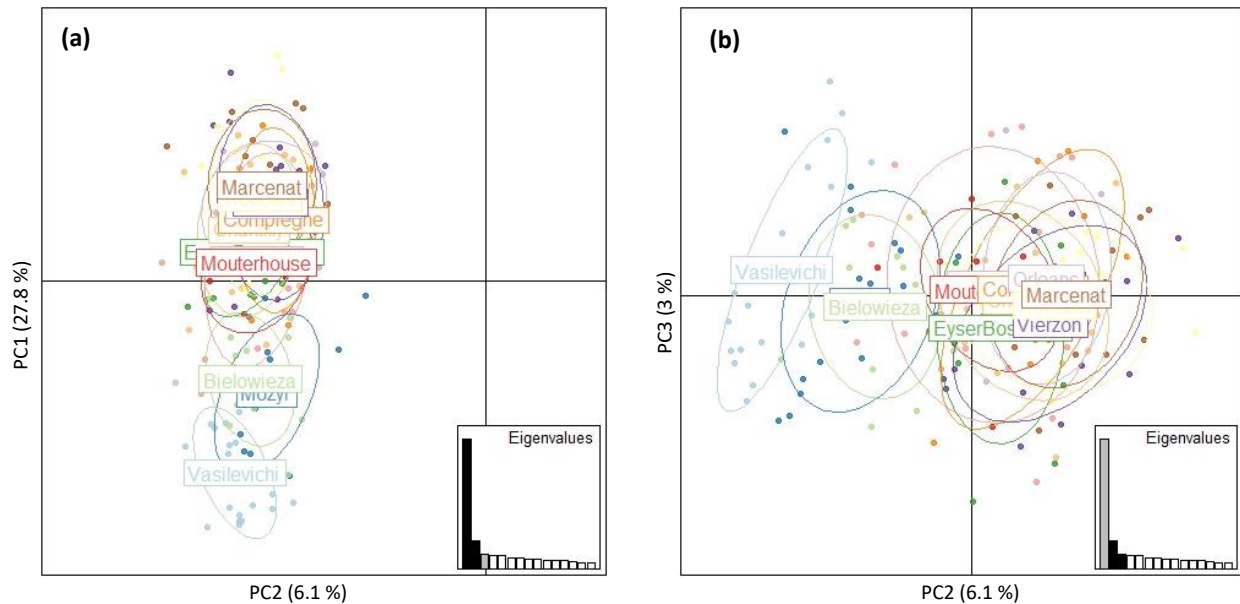 (a)
Marcenat
Compiegne
Mouterhouse
Bielowieza
Mozyr
Vasilevichi
Eigenvalues
PC1 (27.8 %)
PC2 (6.1 %)
(b)
Vasilevichi
Orleans
Mout
Marcenat
Bielowieza
EyserBos
Vierzon
Eigenvalues
PC3 (3 %)
PC2 (6.1 %)